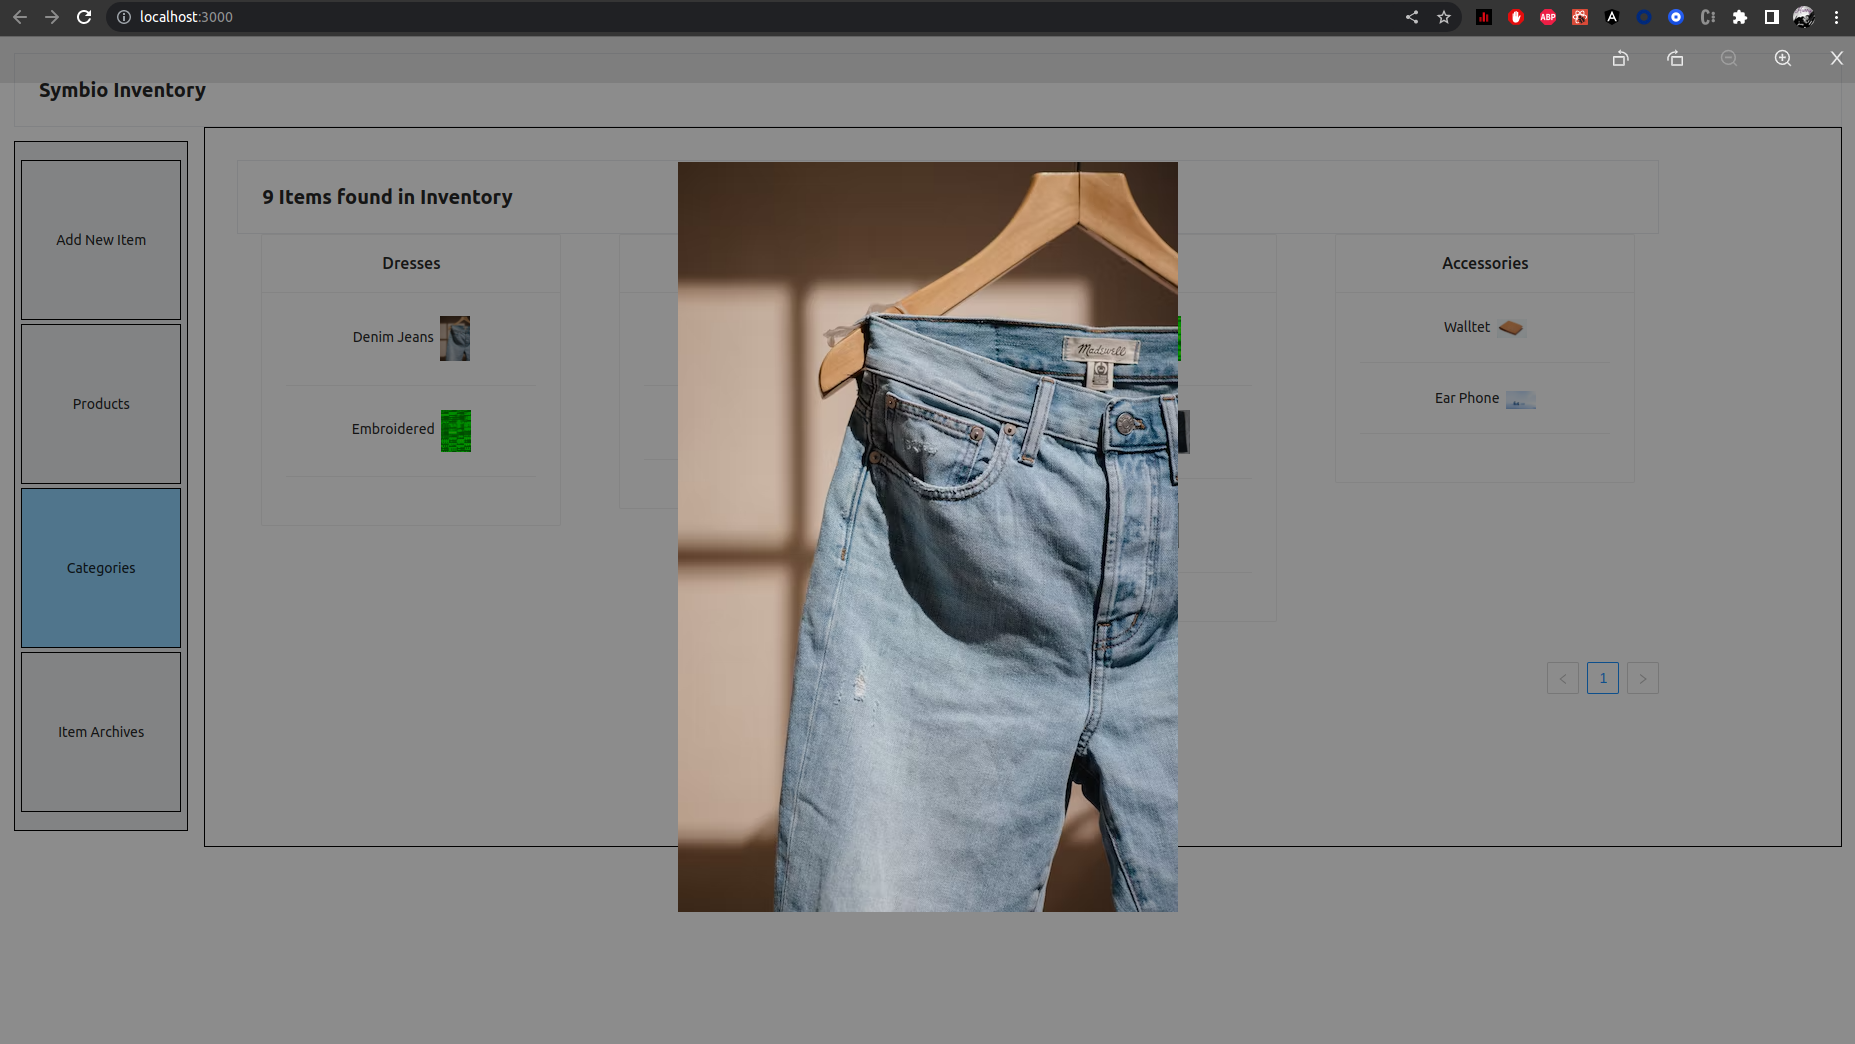 localhost:3000
ABP
Symbio Inventory
Add New Item
Products
Categories
Item Archives
9 Items found in Inventory
Dresses
Denim Jeans
Embroidered
Madewell
Accessories
Walltet
Ear Phone
< 1 >